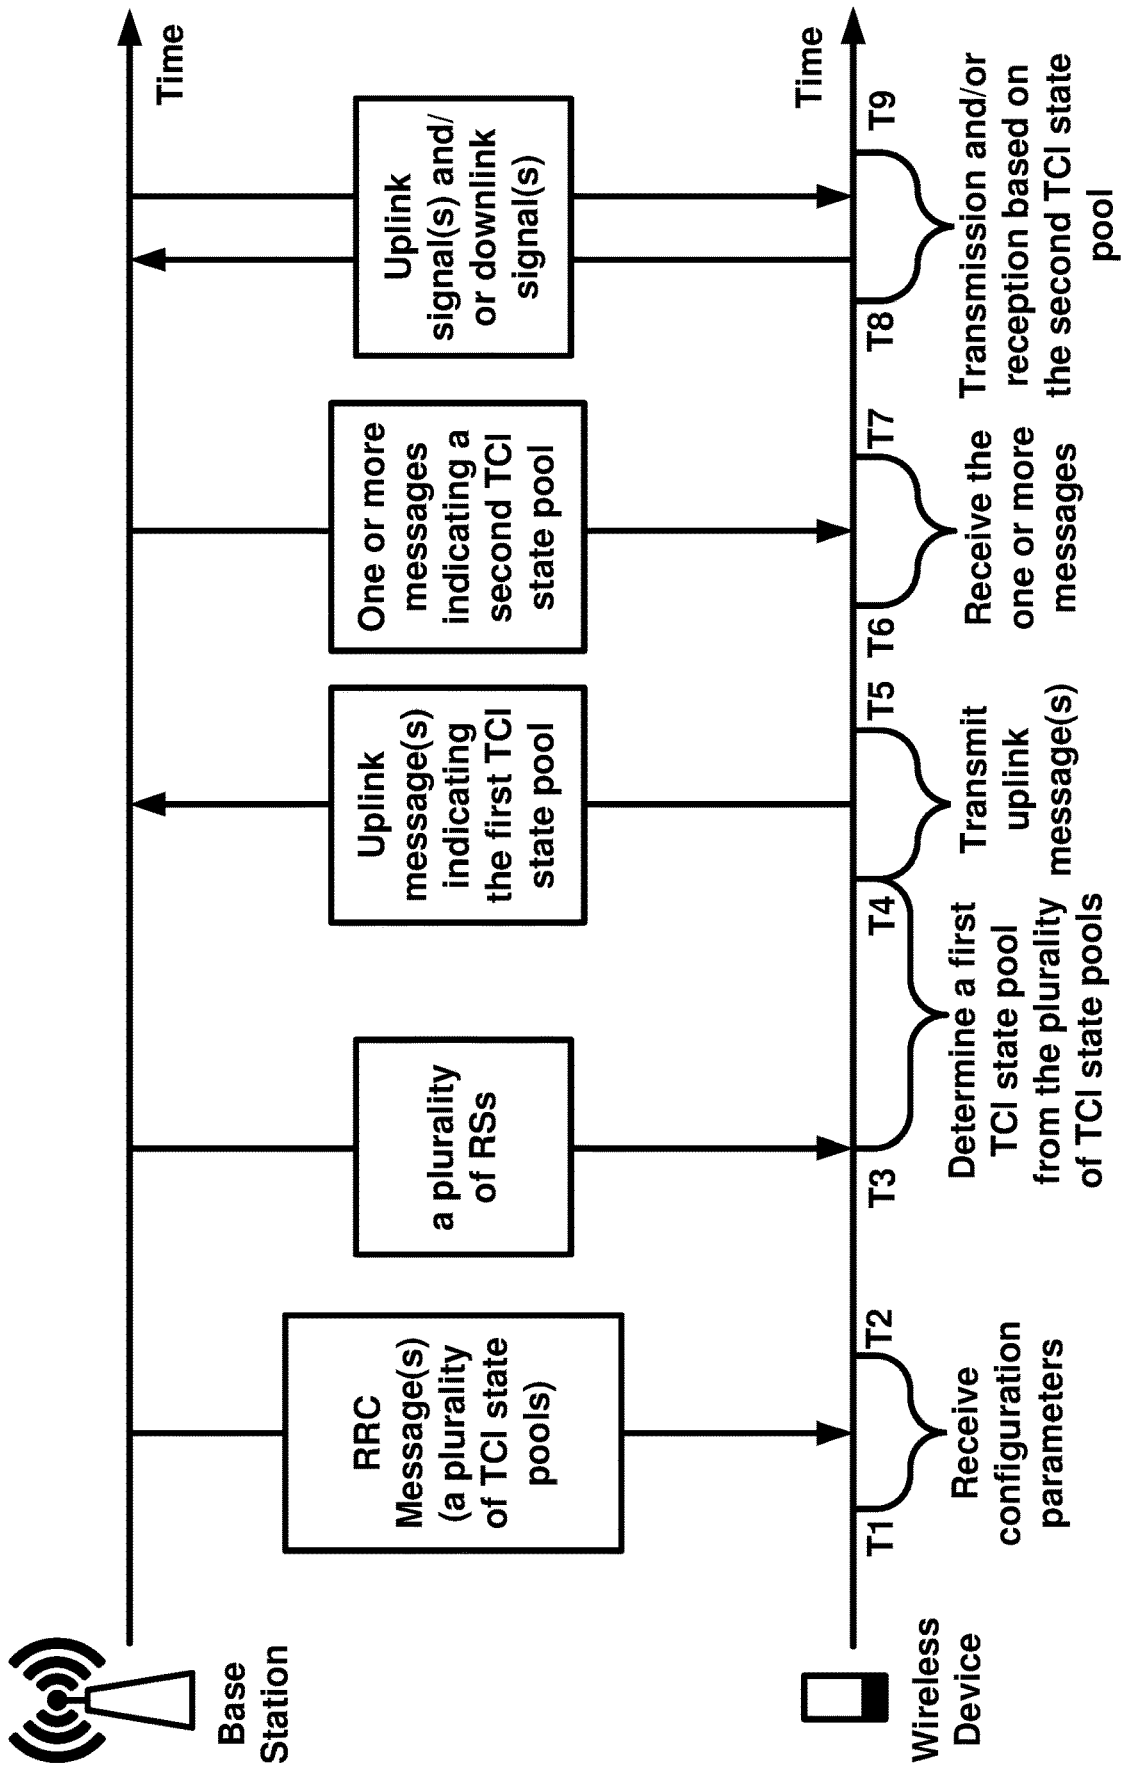 Base
Station
Time
RRC
Message(s)
(a plurality
of TCI state
pools)
a plurality
of RSs
Uplink
message(s)
indicating
the first TCI
state pool
One or more
messages
indicating a
second TCI
state pool
Uplink
signal(s) and/
or downlink
signal(s)
Wireless
Device
Time
T1
T2
T3
T4
T5
T6
T7
T8
T9
Receive
configuration
parameters
Determine a first
TCI state pool
from the plurality
of TCI state pools
Transmit
uplink
message(s)
Receive the
one or more
messages
Transmission and/or
reception based on
the second TCI state
pool